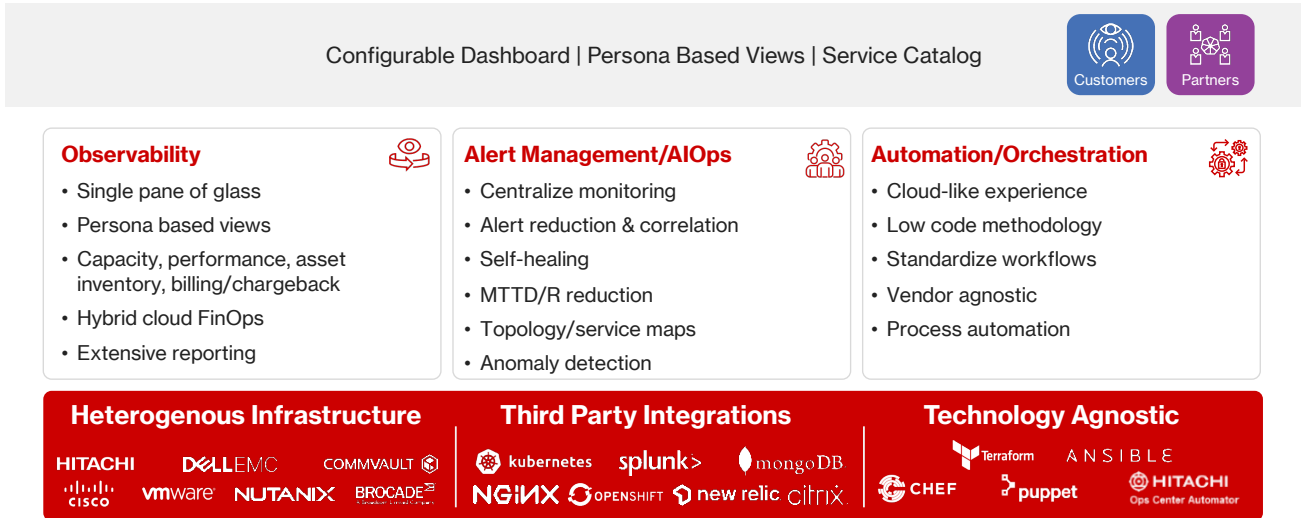 Configurable Dashboard | Persona Based Views | Service Catalog
Customers
Partners
Observability
• Single pane of glass
• Persona based views
• Capacity, performance, asset
inventory, billing/chargeback
• Hybrid cloud FinOps
• Extensive reporting
Alert Management/AIOps
• Centralize monitoring
• Alert reduction & correlation
• Self-healing
• MTTD/R reduction
• Topology/service maps
• Anomaly detection
Automation/Orchestration
• Cloud-like experience
• Low code methodology
• Standardize workflows
• Vendor agnostic
• Process automation
Heterogenous Infrastructure
HITACHI DELLEMC COMMVAULT
CISCO vmware NUTANIX BROCADE
Third Party Integrations
kubernetes splunk> mongoDB
NGINX OPENSHIFT new relic citrix
Technology Agnostic
Terraform ANSIBLE
CHEF puppet HITACHI
Ops Center Automator